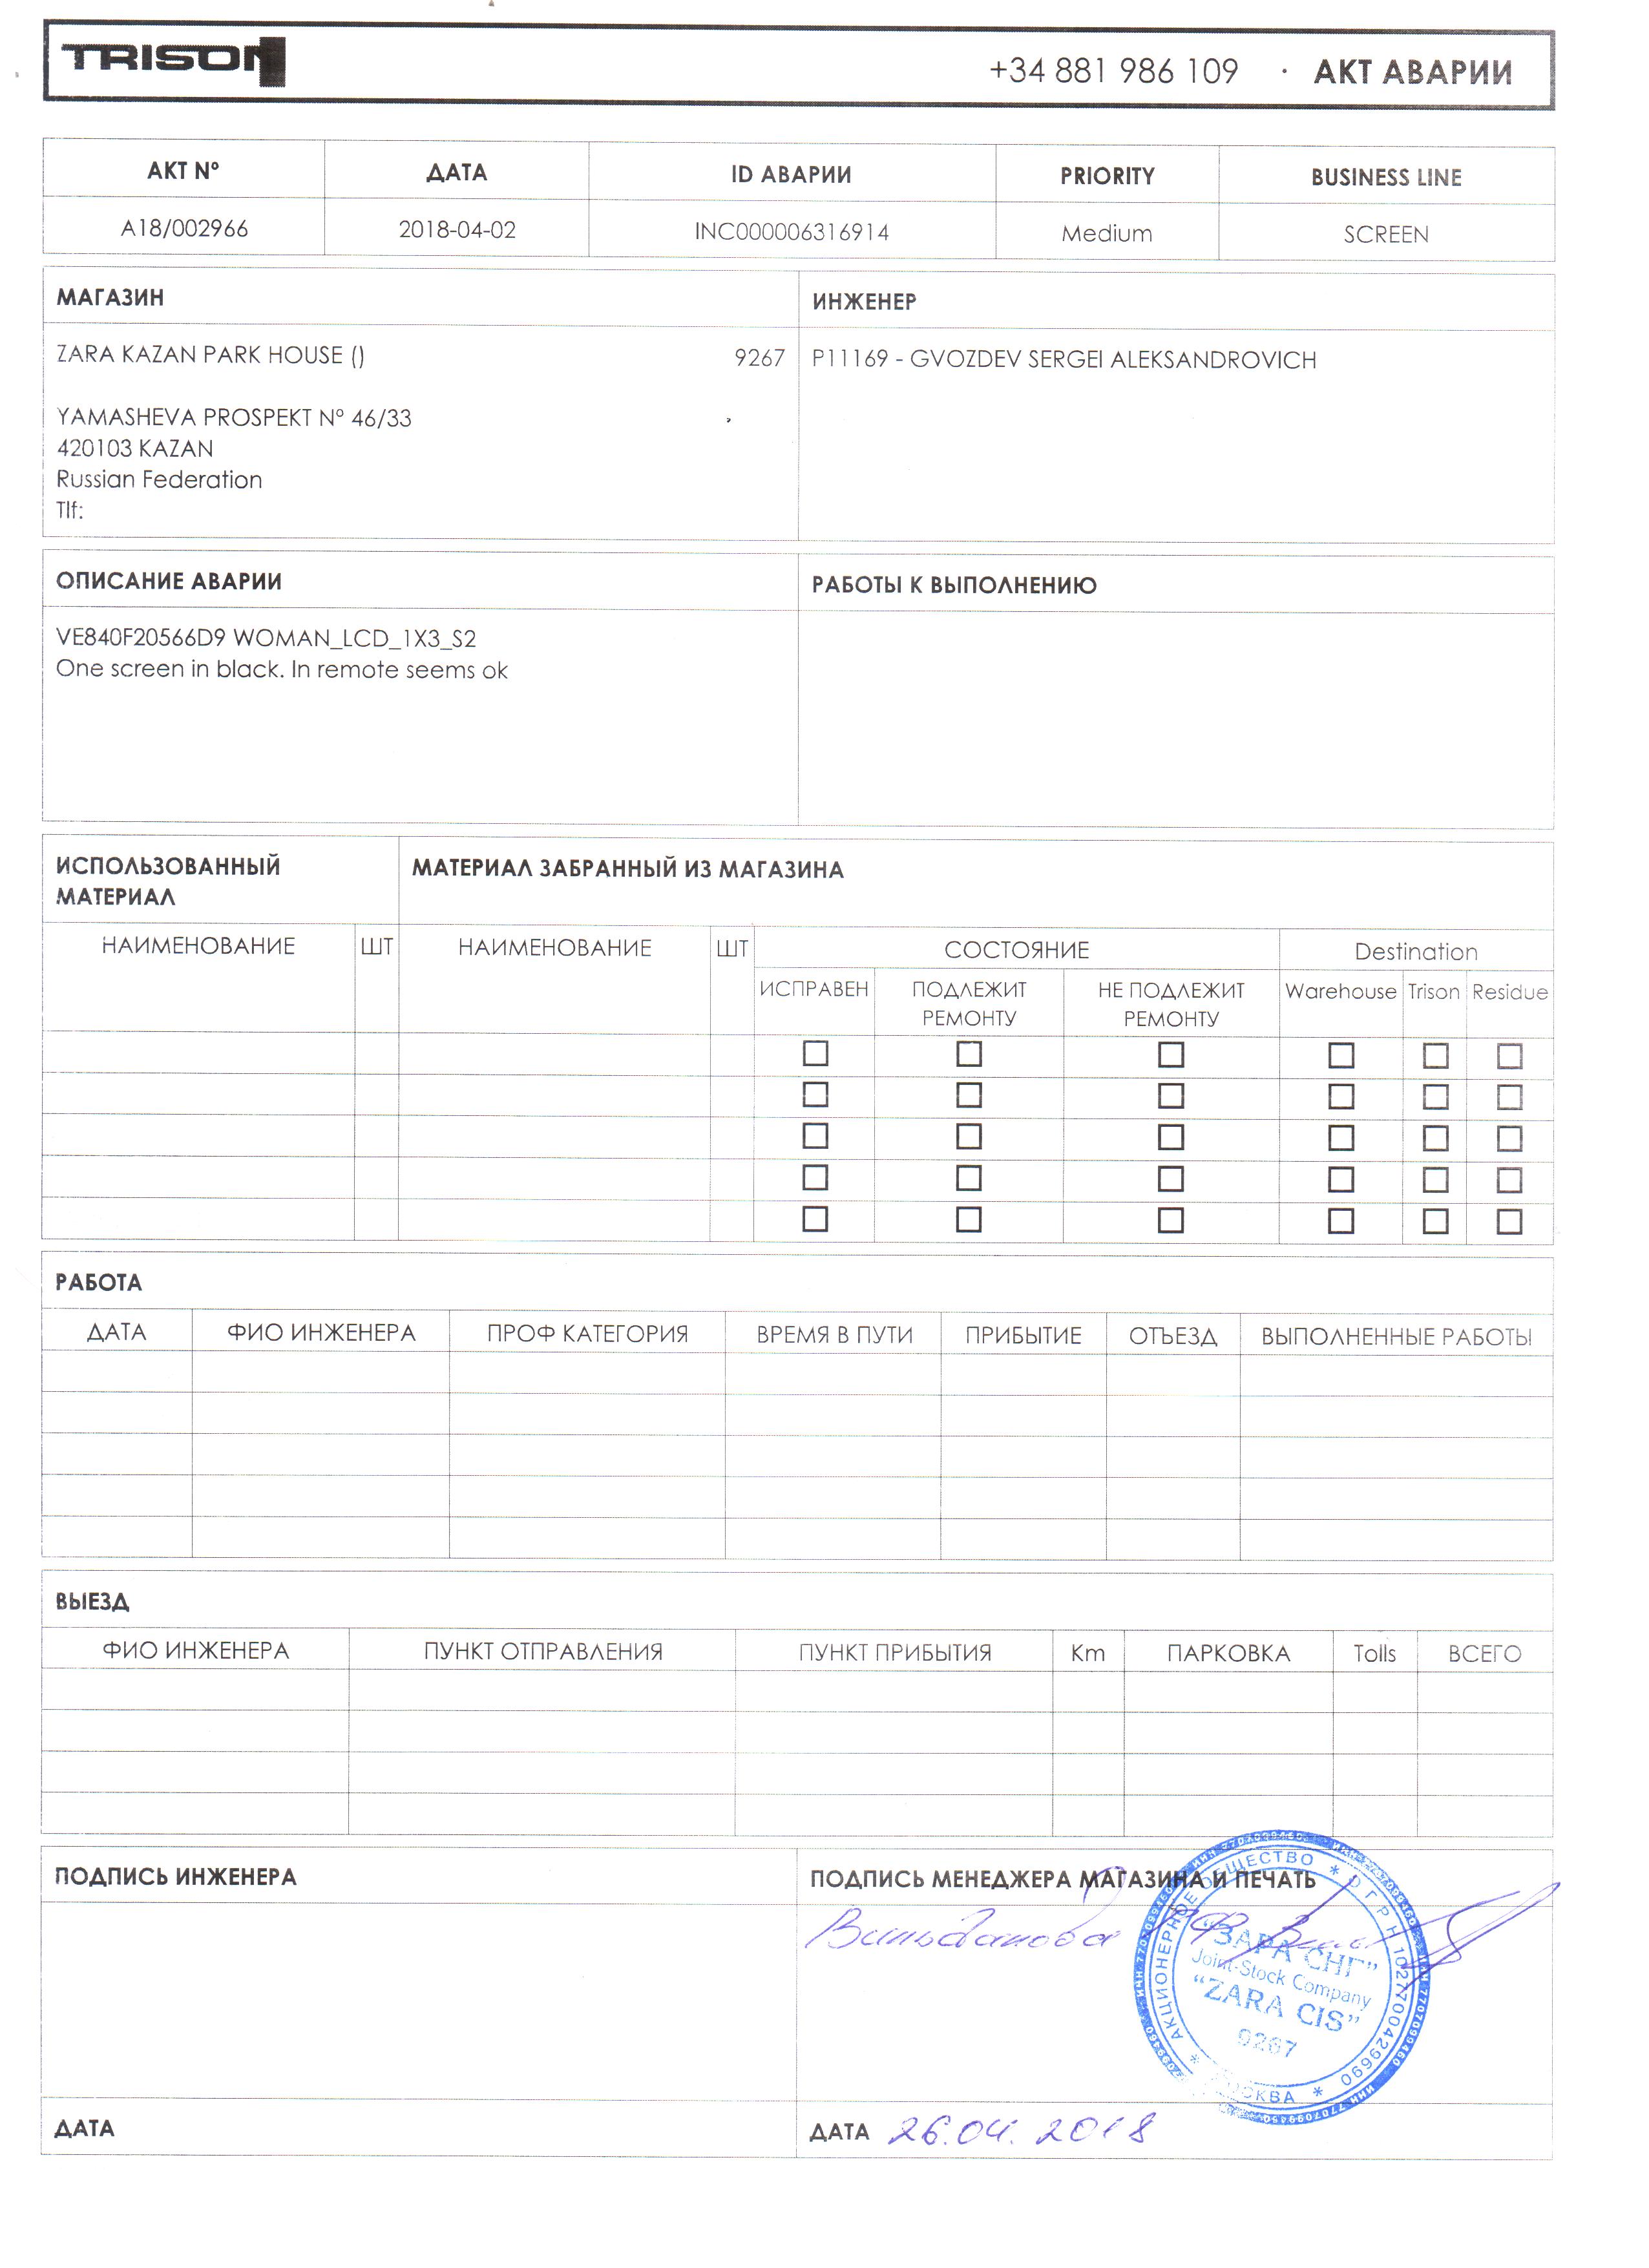 TRISON
+34 881 986 109 · АКТ АВАРИИ
АКТ Nº ДАТА ID АВАРИИ PRIORITY BUSINESS LINE
A18/002966 2018-04-02 INC000006316914 Medium SCREEN
МАГАЗИН ИНЖЕНЕР
ZARA KAZAN PARK HOUSE () 9267 P11169 - GVOZDEV SERGEI ALEKSANDROVICH
YAMASHEVA PROSPEKT Nº 46/33
420103 KAZAN
Russian Federation
Tlf:
ОПИСАНИЕ АВАРИИ РАБОТЫ К ВЫПОЛНЕНИЮ
VE840F20566D9 WOMAN_LCD_1X3_S2
One screen in black. In remote seems ok
ИСПОЛЬЗОВАННЫЙ МАТЕРИАЛ ЗАБРАННЫЙ ИЗ МАГАЗИНА
МАТЕРИАЛ
НАИМЕНОВАНИЕ ШТ НАИМЕНОВАНИЕ ШТ СОСТОЯНИЕ Destination
ИСПРАВЕН ПОДЛЕЖИТ НЕ ПОДЛЕЖИТ Warehouse Trison Residue
РЕМОНТУ РЕМОНТУ
РАБОТА
ДАТА ФИО ИНЖЕНЕРА ПРОФ КАТЕГОРИЯ ВРЕМЯ В ПУТИ ПРИБЫТИЕ ОТЪЕЗД ВЫПОЛНЕННЫЕ РАБОТЫ
ВЫЕЗД
ФИО ИНЖЕНЕРА ПУНКТ ОТПРАВЛЕНИЯ ПУНКТ ПРИБЫТИЯ Km ПАРКОВКА Tolls ВСЕГО
ПОДПИСЬ ИНЖЕНЕРА ПОДПИСЬ МЕНЕДЖЕРА МАГАЗИНА И ПЕЧАТЬ
АКЦИОНЕРНОЕ ОБЩЕСТВО * ОГРН 1027700429690 * МОСКВА *
ИНН 7707099460
"ЗАРА СНГ"
Joint-Stock Company
"ZARA CIS"
9267
ДАТА ДАТА 26.04.2018